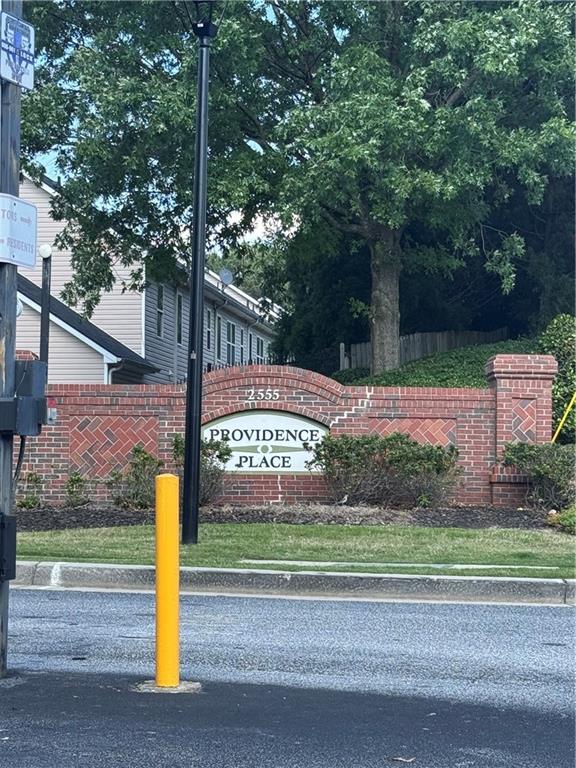 2555
PROVIDENCE
PLACE
RESIDENTS